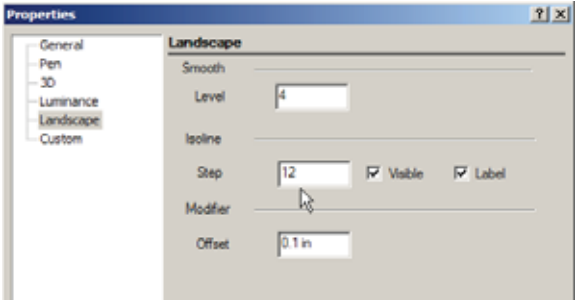 Properties
General
Pen
3D
Luminance
Landscape
Custom
Landscape
Smooth
Level 4
Isoline
Step 12 Visible Label
Modifier
Offset 0.1 in